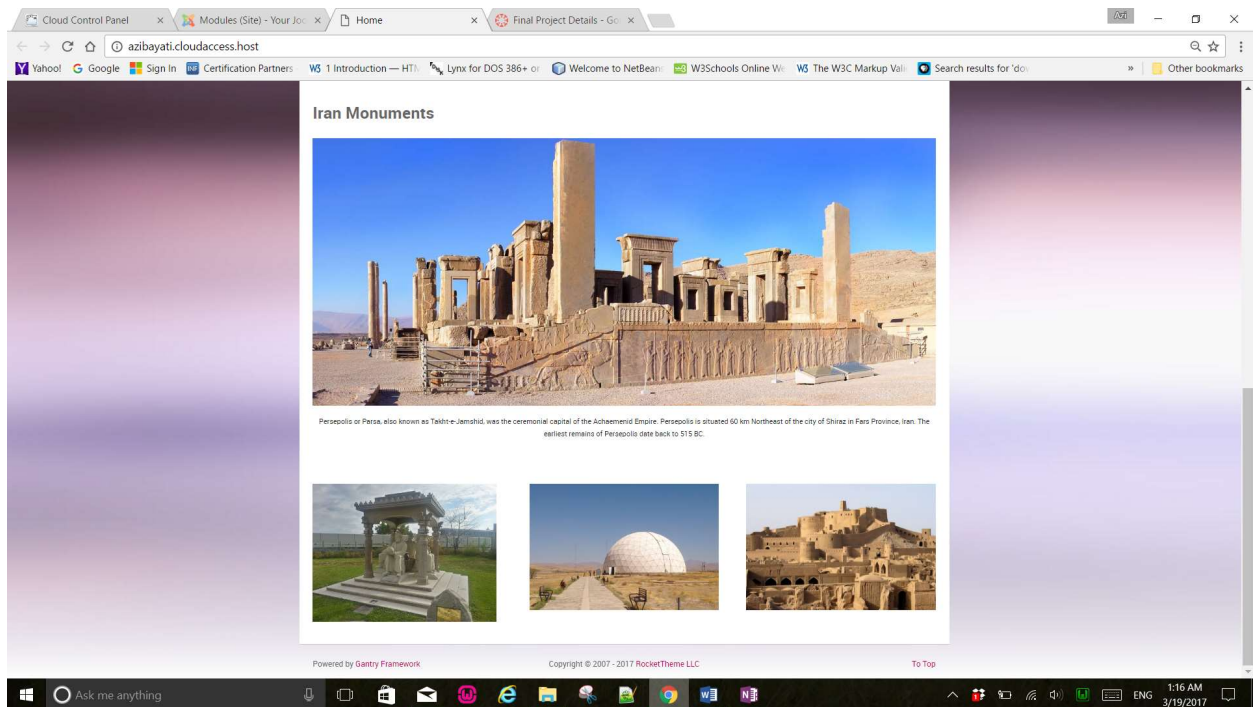 Cloud Control Panel
Modules (Site) - Your Joo
Home
Final Project Details - Go
Azi
azibayati.cloudaccess.host
Yahoo! Google Sign In Certification Partners 1 Introduction — HTM Lynx for DOS 386+ or Welcome to NetBeans W3Schools Online We The W3C Markup Vali Search results for 'do » Other bookmarks
Iran Monuments
Persepolis or Parsa, also known as Takht-e-Jamshid, was the ceremonial capital of the Achaemenid Empire. Persepolis is situated 60 km Northeast of the city of Shiraz in Fars Province, Iran. The
earliest remains of Persepolis date back to 515 BC.
Powered by Gantry Framework
Copyright © 2007 - 2017 RocketTheme LLC
To Top
Ask me anything
ENG
1:16 AM
3/19/2017